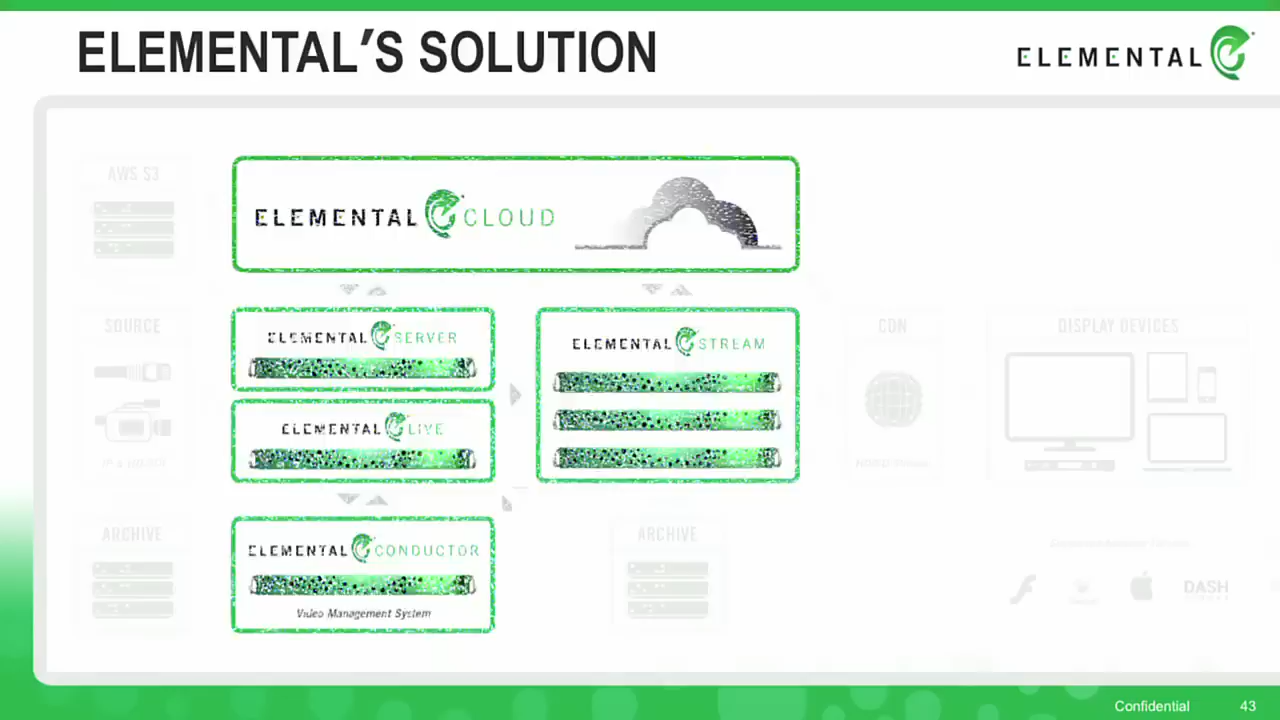 ELEMENTAL'S SOLUTION
ELEMENTAL
AWS S3
ELEMENTAL CLOUD
SOURCE
ELEMENTAL SERVER
ELEMENTAL STREAM
CDN
DISPLAY DEVICES
ELEMENTAL LIVE
ARCHIVE
ELEMENTAL CONDUCTOR
Video Management System
ARCHIVE
DASH
Confidential
43